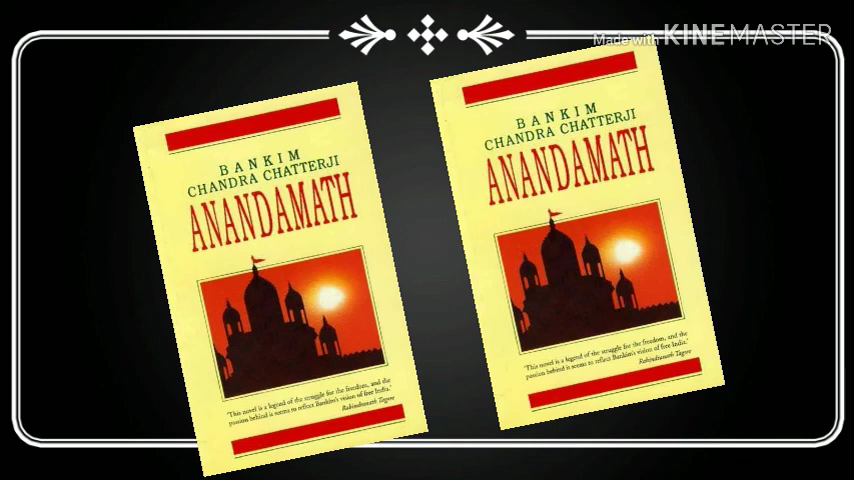 Made with KINEMASTER
BANKIM
CHANDRA CHATTERJI
ANANDAMATH
'This novel is a legend of the struggle for the freedom, and the
passion behind is seems to reflect Bankim's vision of free India.'
Rabindranath Tagore
BANKIM
CHANDRA CHATTERJI
ANANDAMATH
'This novel is a legend of the struggle for the freedom, and the
passion behind is seems to reflect Bankim's vision of free India.'
Rabindranath Tagore